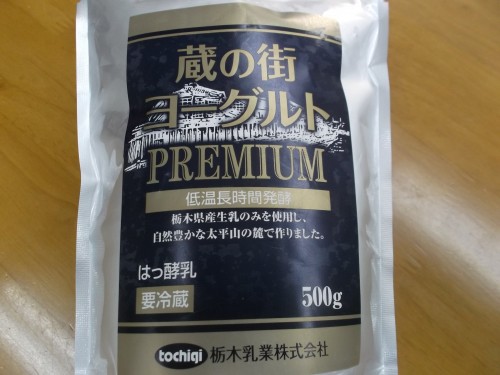 蔵の街
ヨーグルト
PREMIUM
低温長時間発酵
栃木県産生乳のみを使用し、
自然豊かな太平山の麓で作りました。
はっ酵乳
要冷蔵
500g
tochigi 栃木乳業株式会社